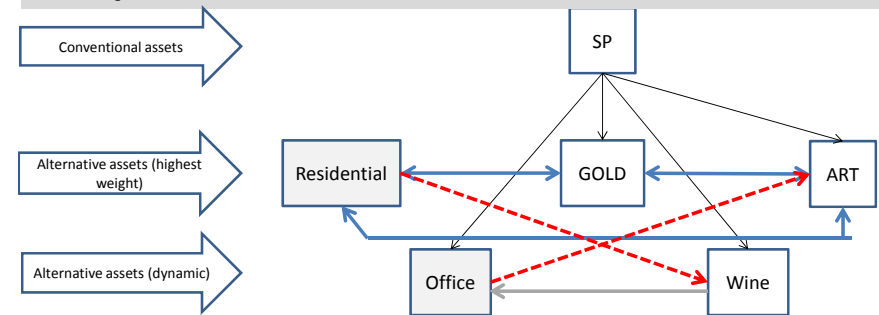 Conventional assets
SP
Alternative assets (highest
weight)
Residential
GOLD
ART
Alternative assets (dynamic)
Office
Wine